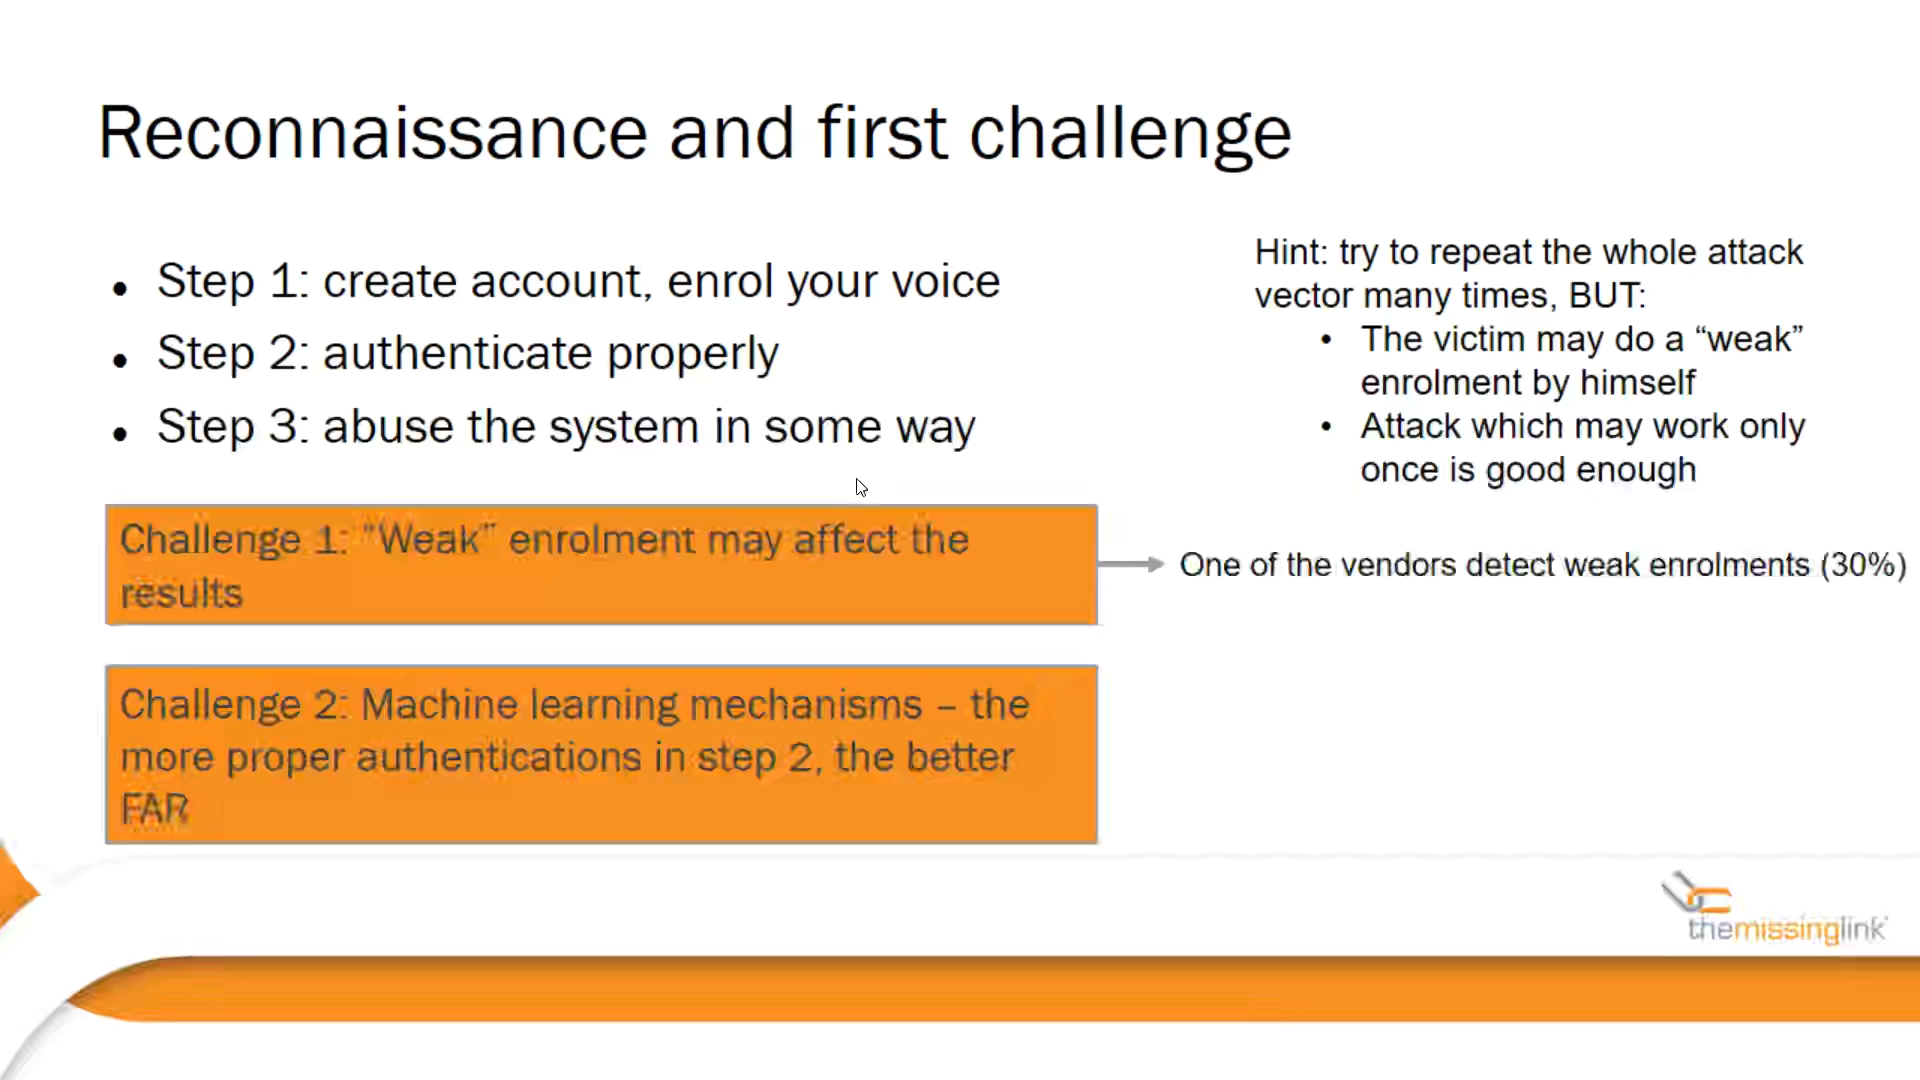 Reconnaissance and first challenge
• Step 1: create account, enrol your voice
• Step 2: authenticate properly
• Step 3: abuse the system in some way
Hint: try to repeat the whole attack
vector many times, BUT:
• The victim may do a “weak”
enrolment by himself
• Attack which may work only
once is good enough
Challenge 1: “Weak” enrolment may affect the
results
One of the vendors detect weak enrolments (30%)
Challenge 2: Machine learning mechanisms – the
more proper authentications in step 2, the better
FAR
themissinglink